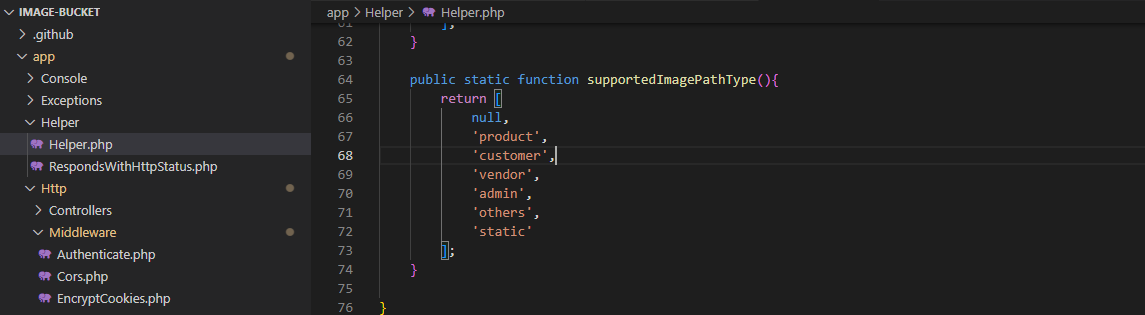 IMAGE-BUCKET
.github
app
Console
Exceptions
Helper
Helper.php
RespondsWithHttpStatus.php
Http
Controllers
Middleware
Authenticate.php
Cors.php
EncryptCookies.php
app > Helper > Helper.php
61 ],
62 }
63
64 public static function supportedImagePathType(){
65 return [
66 null,
67 'product',
68 'customer',
69 'vendor',
70 'admin',
71 'others',
72 'static'
73 ];
74 }
75
76 }